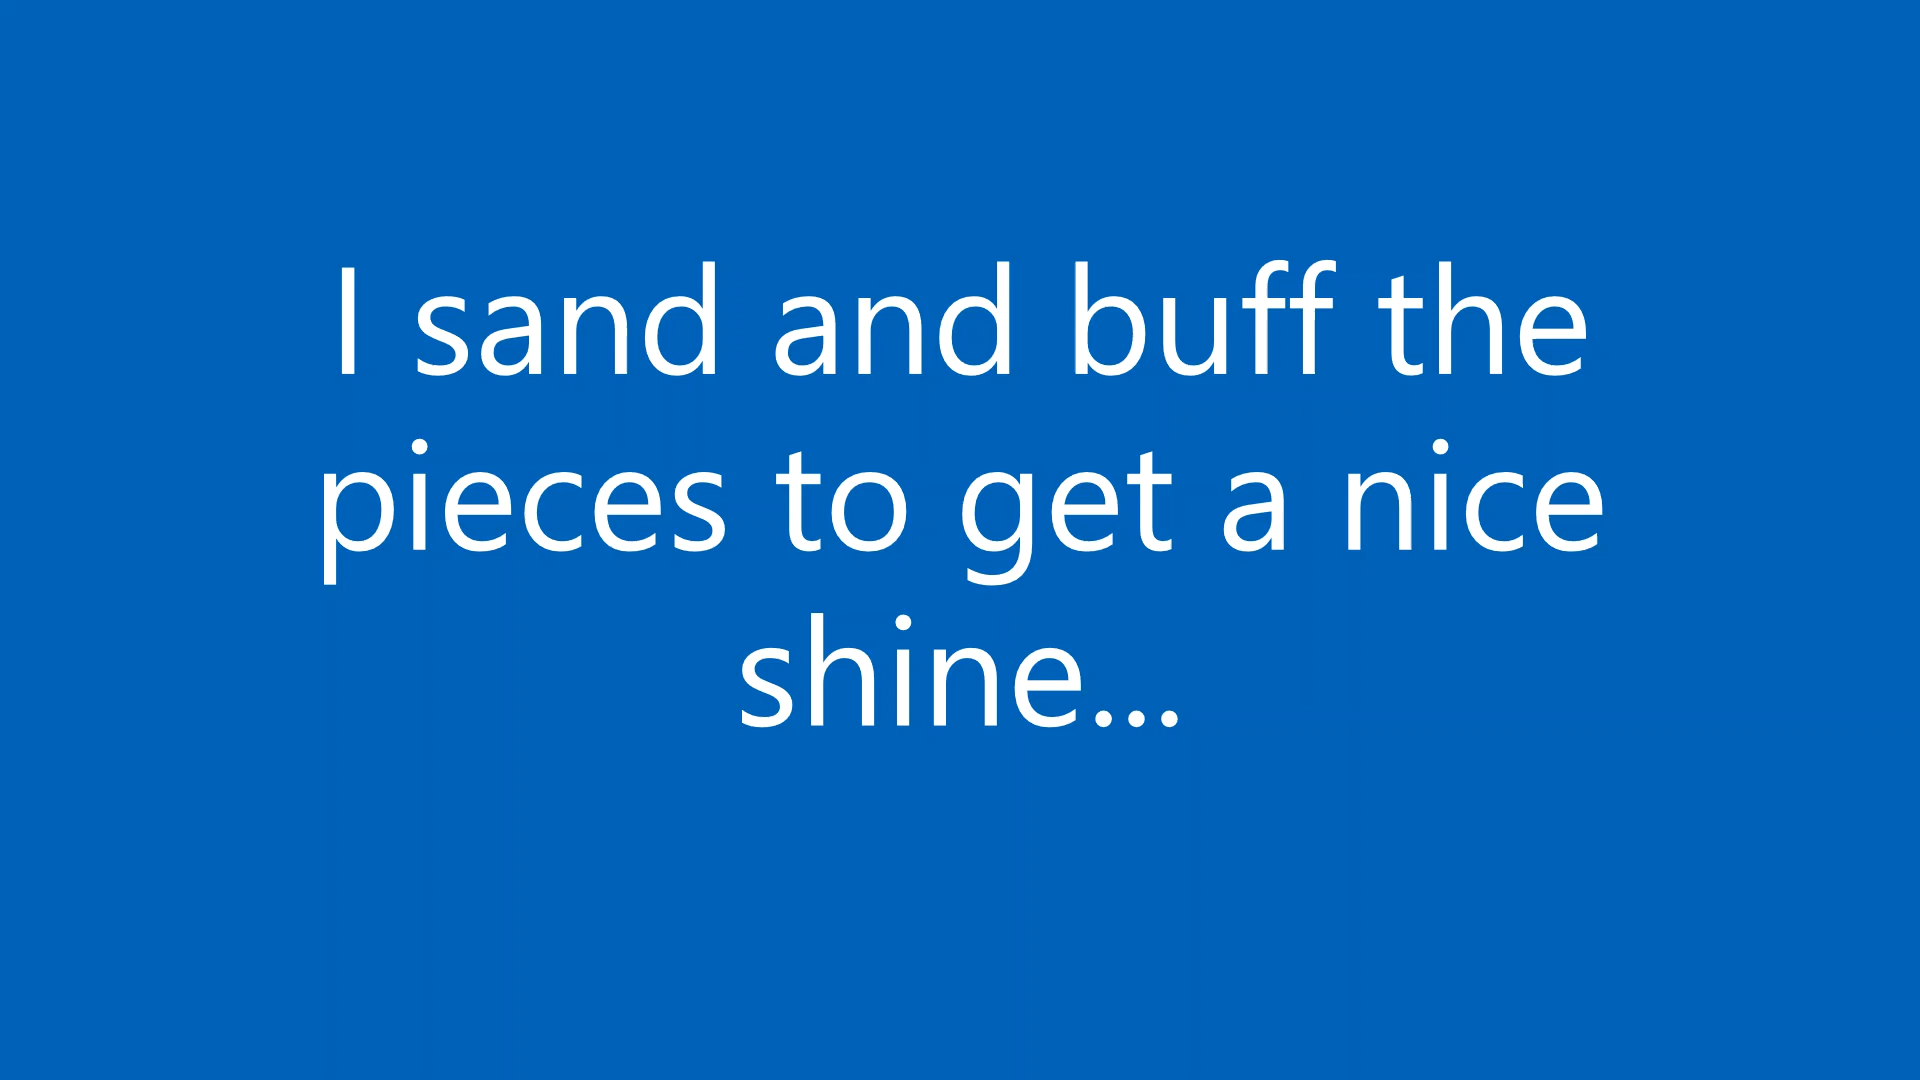 I sand and buff the
pieces to get a nice
shine...